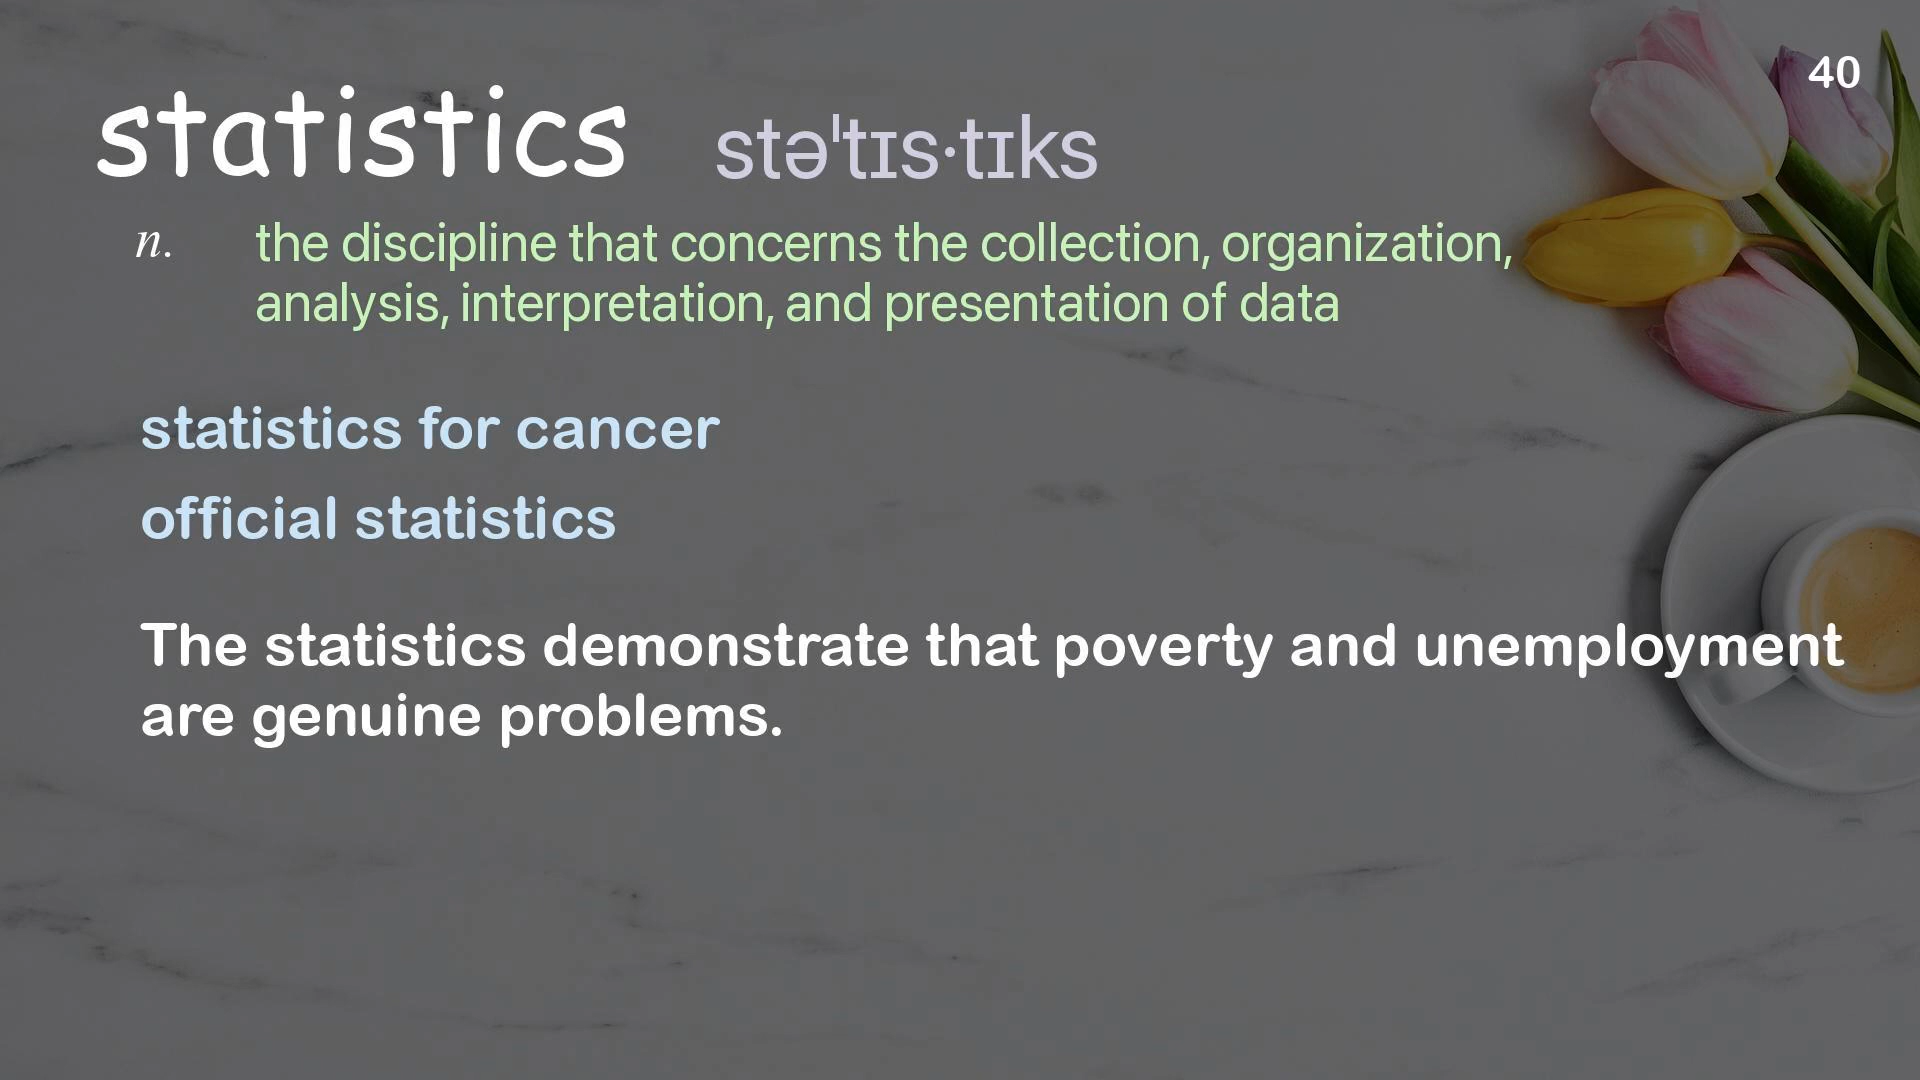 40
statistics stəˈtɪs·tɪks
n. the discipline that concerns the collection, organization,
analysis, interpretation, and presentation of data
statistics for cancer
official statistics
The statistics demonstrate that poverty and unemployment
are genuine problems.